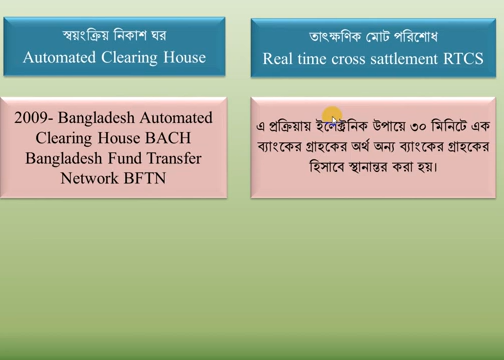 স্বয়ংক্রিয় নিকাশ ঘর
Automated Clearing House
তাৎক্ষণিক মোট পরিশোধ
Real time cross sattlement RTCS
2009- Bangladesh Automated
Clearing House BACH
Bangladesh Fund Transfer
Network BFTN
এ প্রক্রিয়ায় ইলেক্ট্রনিক উপায়ে ৩০ মিনিটে এক
ব্যাংকের গ্রাহকের অর্থ অন্য ব্যাংকের গ্রাহকের
হিসাবে স্থানান্তর করা হয়।